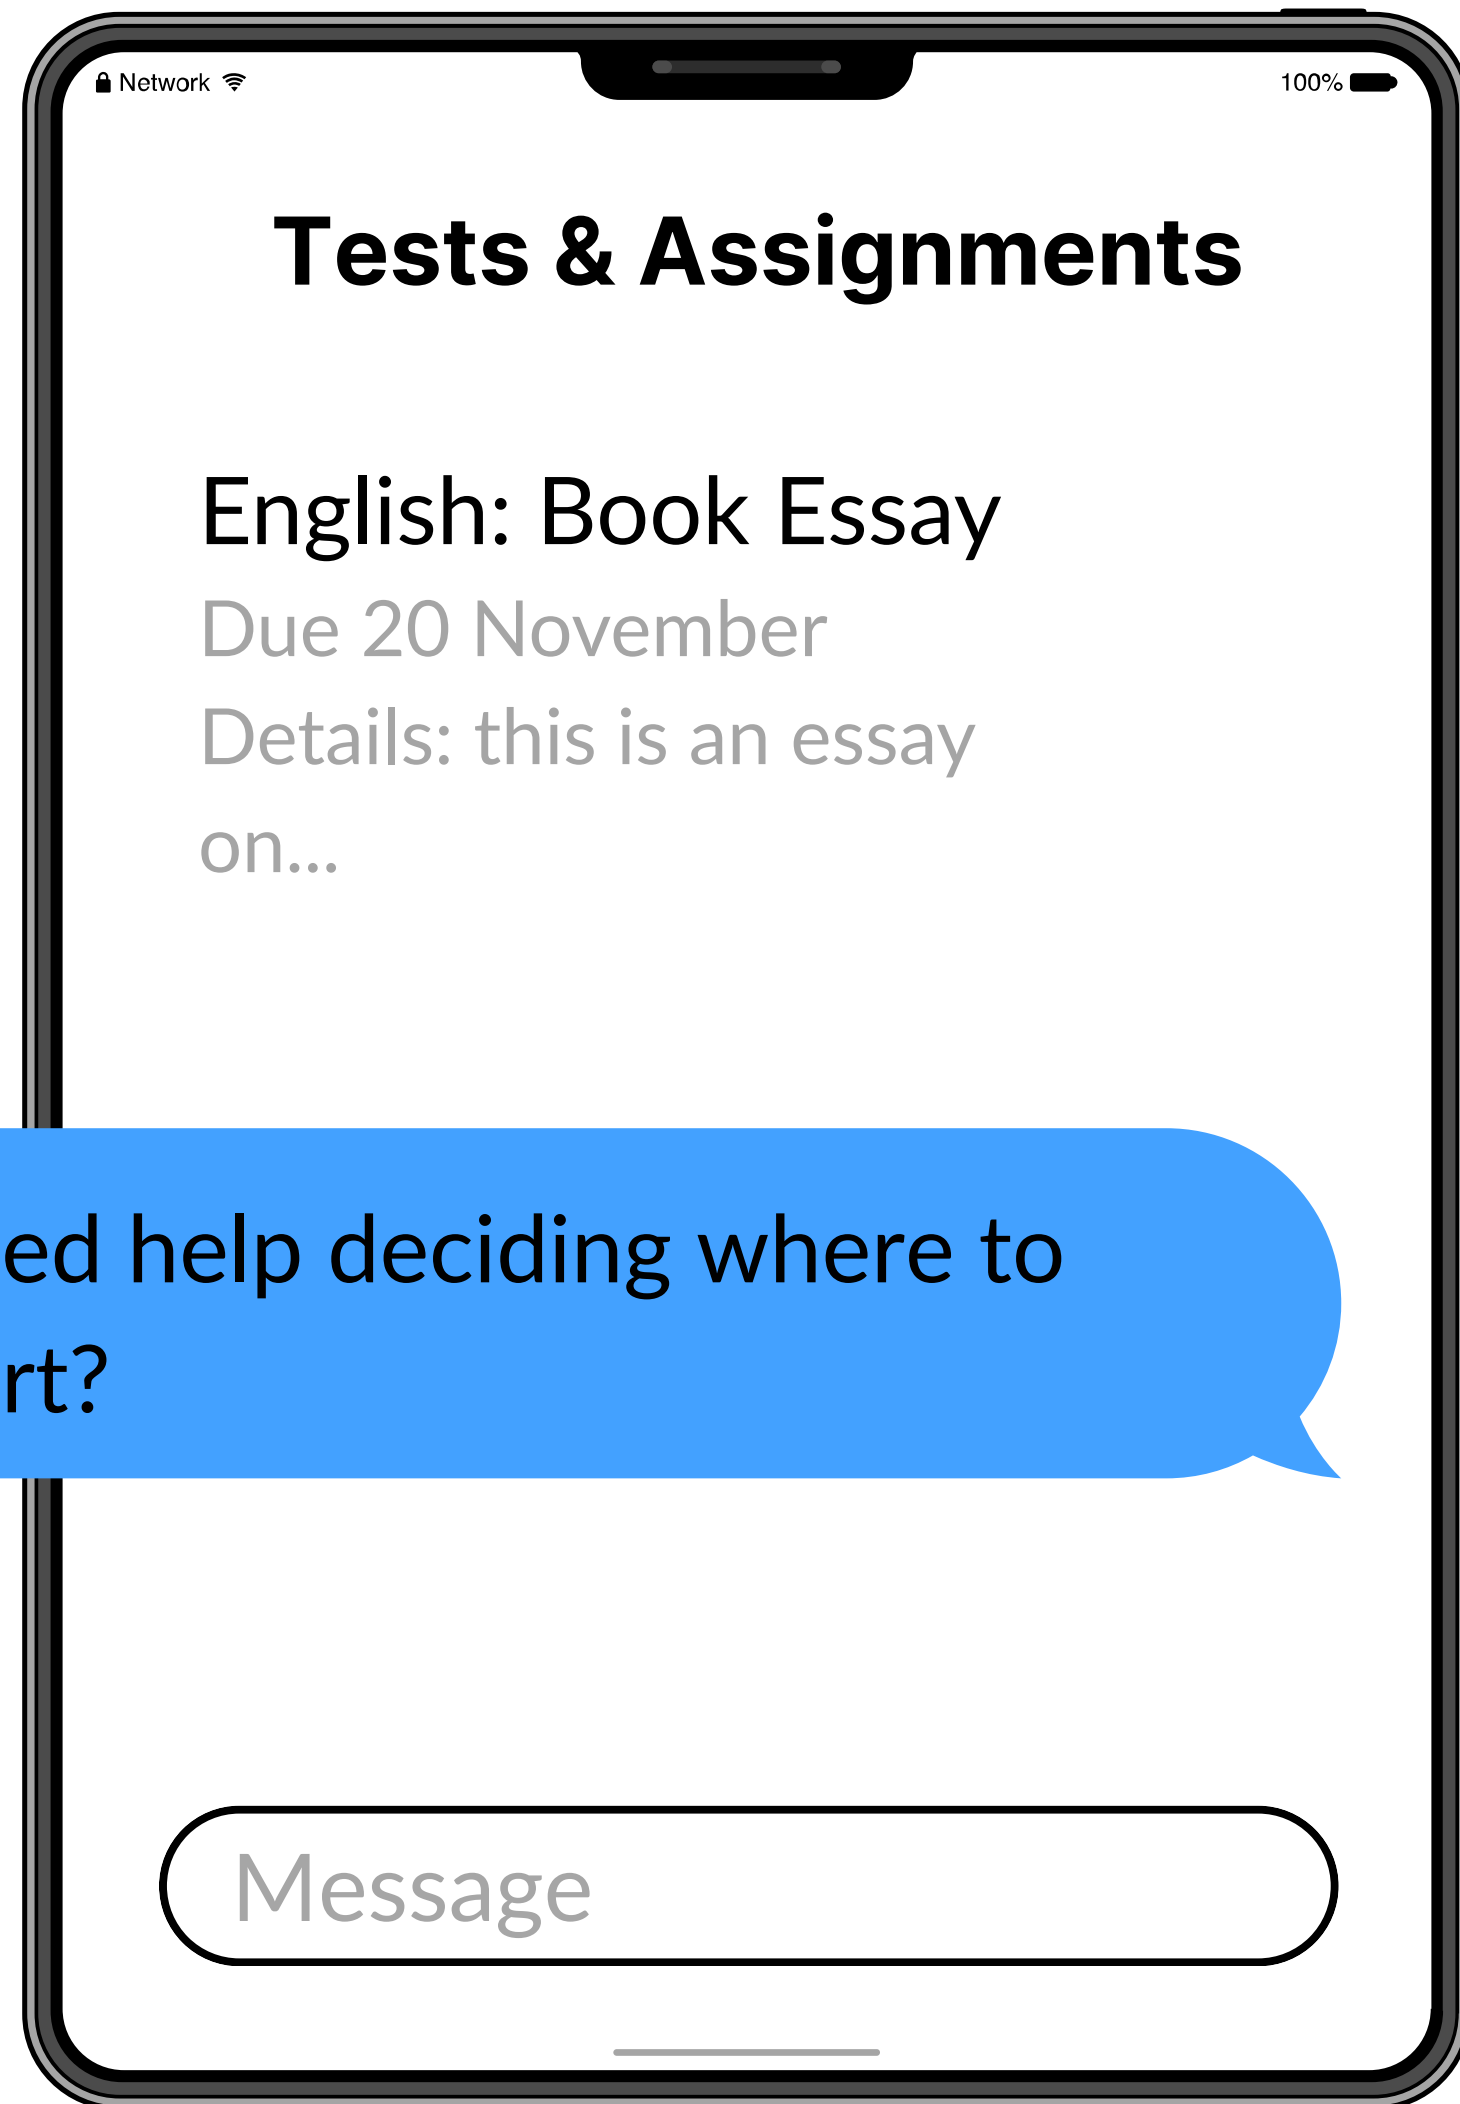 Network
100%
Tests & Assignments
English: Book Essay
Due 20 November
Details: this is an essay
on...
ed help deciding where to
rt?
Message